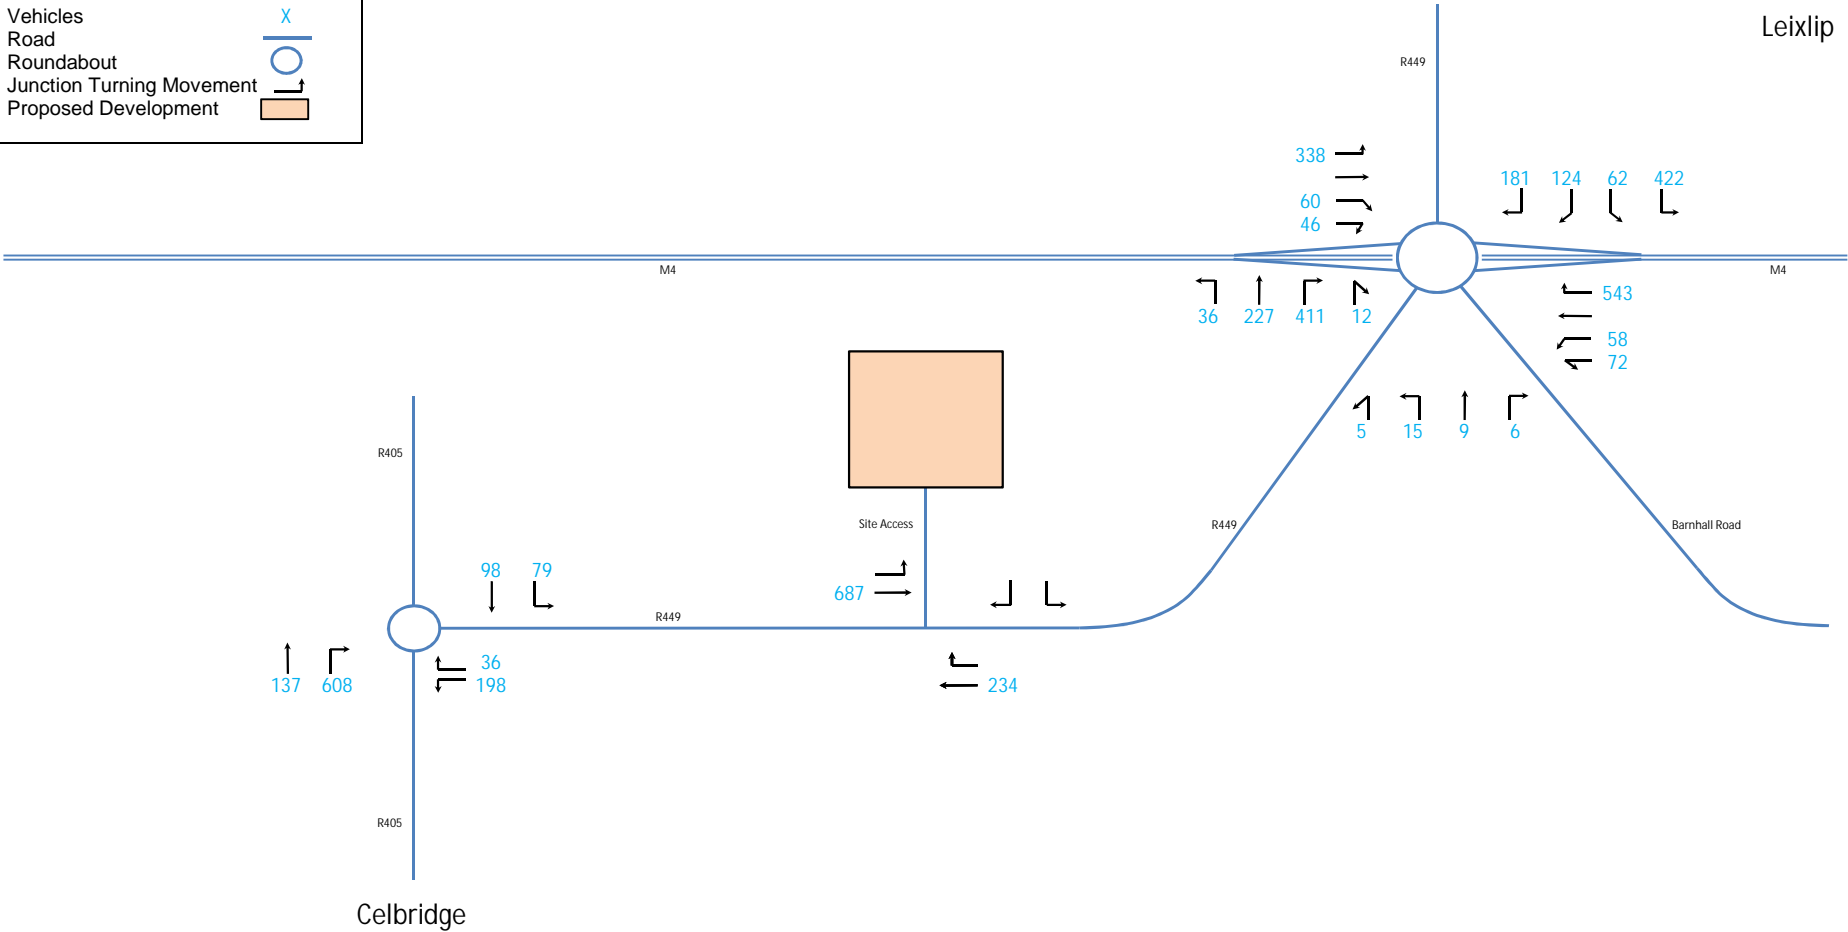 Vehicles X
Road
Roundabout
Junction Turning Movement
Proposed Development
Leixlip
R449
338
60
46
181 124 62 422
M4
M4
36 227 411 12
543
58
72
5 15 9 6
R405
Site Access
R449
Barnhall Road
98 79
687
R449
36
198
137 608
234
R405
Celbridge